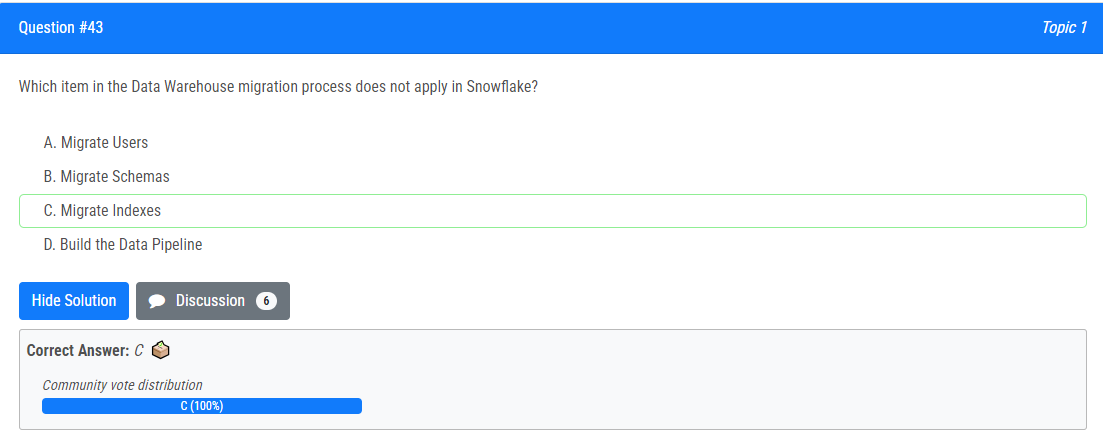 Question #43
Topic 1
Which item in the Data Warehouse migration process does not apply in Snowflake?
A. Migrate Users
B. Migrate Schemas
C. Migrate Indexes
D. Build the Data Pipeline
Hide Solution
Discussion 6
Correct Answer: C
Community vote distribution
C (100%)